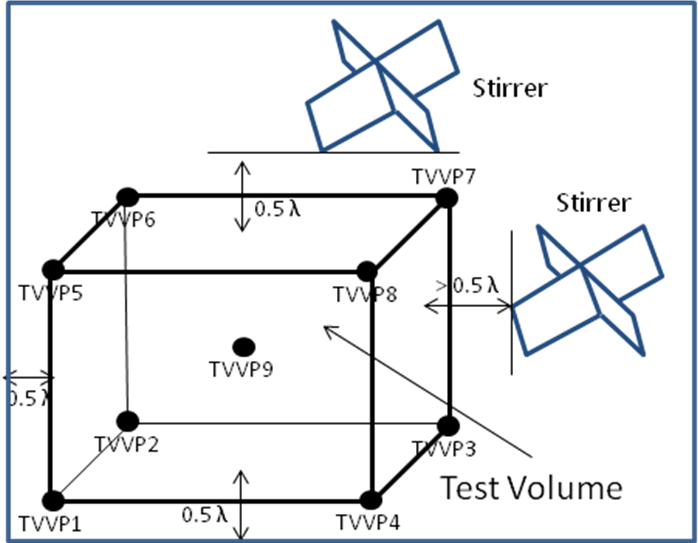 Stirrer
TVVP7
Stirrer
TVVP6
0.5 λ
TVVP5
TVVP8
> 0.5 λ
TVVP9
0.5 λ
TVVP2
TVVP3
Test Volume
0.5 λ
TVVP1
TVVP4